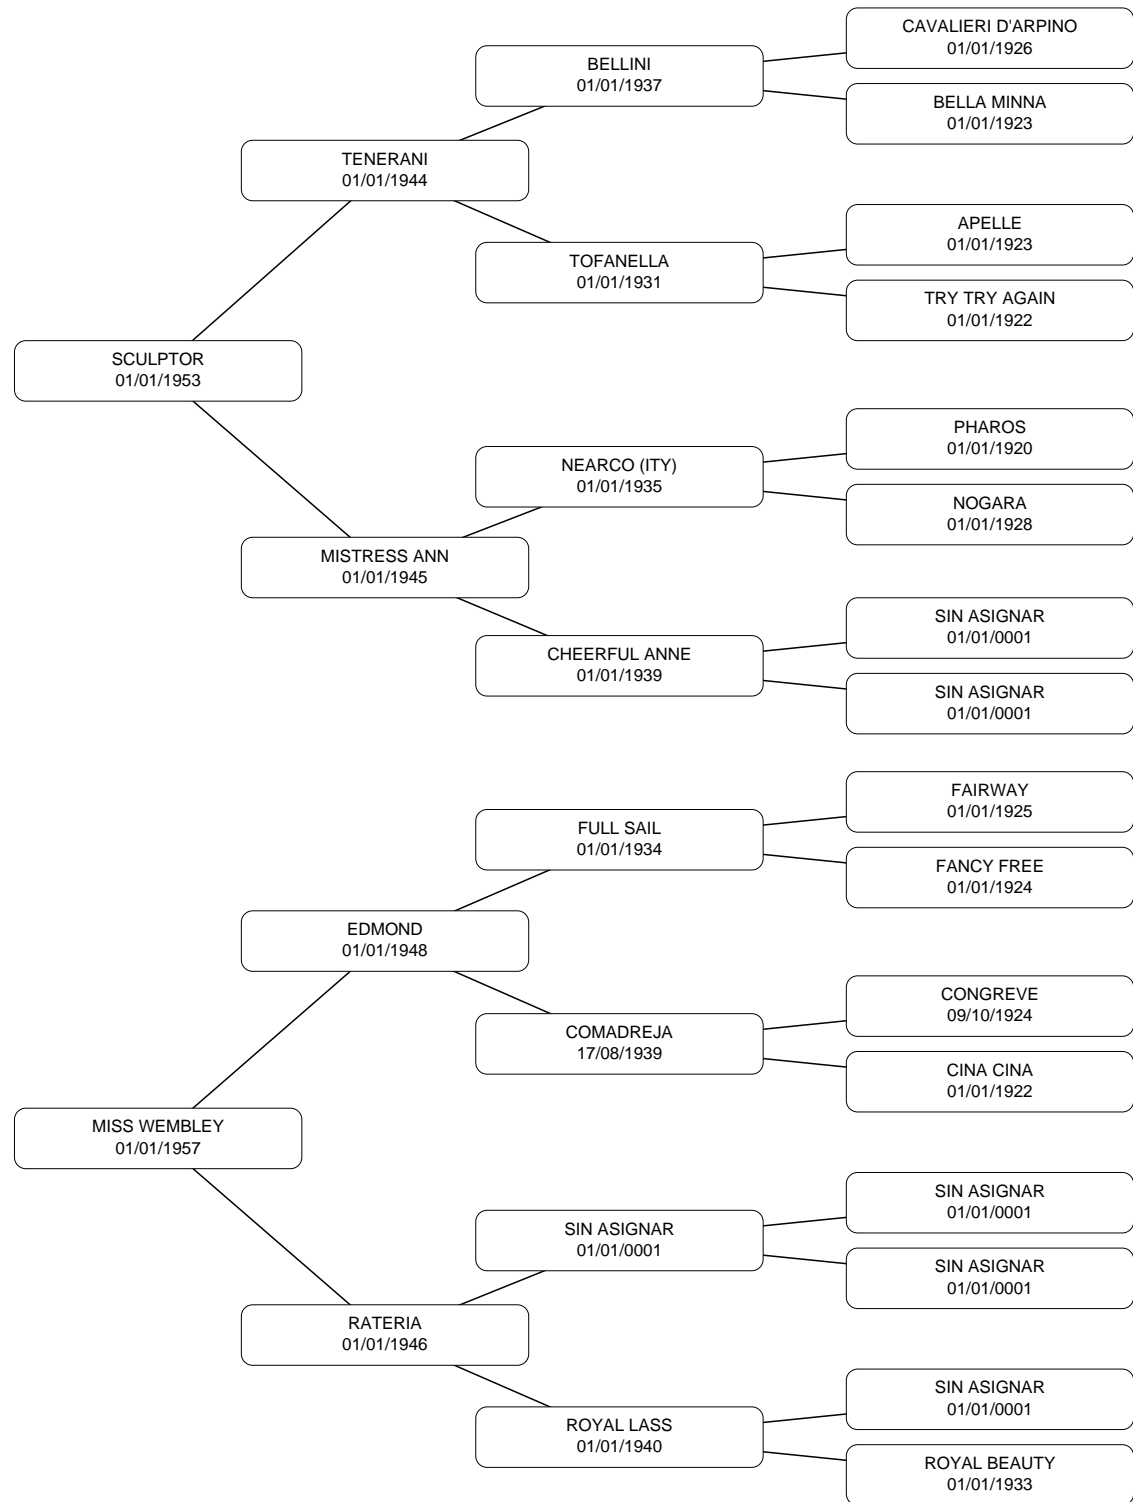 CAVALIERI D'ARPINO
01/01/1926
BELLINI
01/01/1937
BELLA MINNA
01/01/1923
TENERANI
01/01/1944
APELLE
01/01/1923
TOFANELLA
01/01/1931
TRY TRY AGAIN
01/01/1922
SCULPTOR
01/01/1953
PHAROS
01/01/1920
NEARCO (ITY)
01/01/1935
NOGARA
01/01/1928
MISTRESS ANN
01/01/1945
SIN ASIGNAR
01/01/0001
CHEERFUL ANNE
01/01/1939
SIN ASIGNAR
01/01/0001
FAIRWAY
01/01/1925
FULL SAIL
01/01/1934
FANCY FREE
01/01/1924
EDMOND
01/01/1948
CONGREVE
09/10/1924
COMADREJA
17/08/1939
CINA CINA
01/01/1922
MISS WEMBLEY
01/01/1957
SIN ASIGNAR
01/01/0001
SIN ASIGNAR
01/01/0001
SIN ASIGNAR
01/01/0001
RATERIA
01/01/1946
SIN ASIGNAR
01/01/0001
ROYAL LASS
01/01/1940
ROYAL BEAUTY
01/01/1933